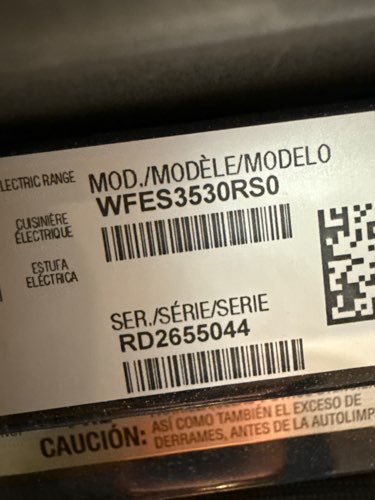 ELECTRIC RANGE
CUISINIÈRE
ÉLECTRIQUE
ESTUFA
ELÉCTRICA
MOD./MODÈLE/MODELO
WFES3530RS0
SER./SÉRIE/SERIE
RD2655044
CAUCIÓN:
ASÍ COMO TAMBIÉN EL EXCESO DE
DERRAMES, ANTES DE LA AUTOLIMP